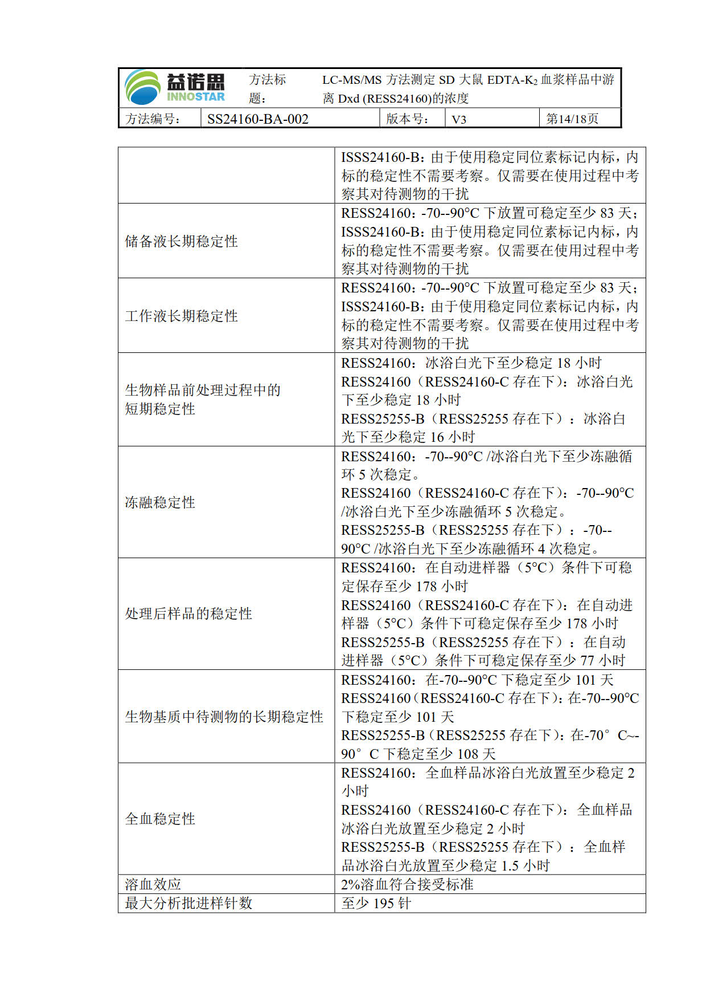 益诺思
INNOSTAR
方法标题：
LC-MS/MS 方法测定 SD 大鼠 EDTA-K2 血浆样品中游
离 Dxd (RESS24160)的浓度
方法编号： SS24160-BA-002 版本号： V3 第14/18页
ISSS24160-B：由于使用稳定同位素标记内标，内
标的稳定性不需要考察。仅需要在使用过程中考
察其对待测物的干扰
储备液长期稳定性
RESS24160：-70--90°C 下放置可稳定至少 83 天；
ISSS24160-B：由于使用稳定同位素标记内标，内
标的稳定性不需要考察。仅需要在使用过程中考
察其对待测物的干扰
工作液长期稳定性
RESS24160：-70--90°C 下放置可稳定至少 83 天；
ISSS24160-B：由于使用稳定同位素标记内标，内
标的稳定性不需要考察。仅需要在使用过程中考
察其对待测物的干扰
生物样品前处理过程中的
短期稳定性
RESS24160：冰浴白光下至少稳定 18 小时
RESS24160（RESS24160-C 存在下）：冰浴白光
下至少稳定 18 小时
RESS25255-B（RESS25255 存在下）：冰浴白
光下至少稳定 16 小时
冻融稳定性
RESS24160：-70--90°C /冰浴白光下至少冻融循
环 5 次稳定。
RESS24160（RESS24160-C 存在下）：-70--90°C
/冰浴白光下至少冻融循环 5 次稳定。
RESS25255-B（RESS25255 存在下）：-70--
90°C /冰浴白光下至少冻融循环 4 次稳定。
处理后样品的稳定性
RESS24160：在自动进样器（5°C）条件下可稳
定保存至少 178 小时
RESS24160（RESS24160-C 存在下）：在自动进
样器（5°C）条件下可稳定保存至少 178 小时
RESS25255-B（RESS25255 存在下）：在自动
进样器（5°C）条件下可稳定保存至少 77 小时
生物基质中待测物的长期稳定性
RESS24160：在-70--90°C 下稳定至少 101 天
RESS24160（RESS24160-C 存在下）：在-70--90°C
下稳定至少 101 天
RESS25255-B（RESS25255 存在下）：在-70°C~-
90°C 下稳定至少 108 天
全血稳定性
RESS24160：全血样品冰浴白光放置至少稳定 2
小时
RESS24160（RESS24160-C 存在下）：全血样品
冰浴白光放置至少稳定 2 小时
RESS25255-B（RESS25255 存在下）：全血样
品冰浴白光放置至少稳定 1.5 小时
溶血效应
2%溶血符合接受标准
最大分析批进样针数
至少 195 针